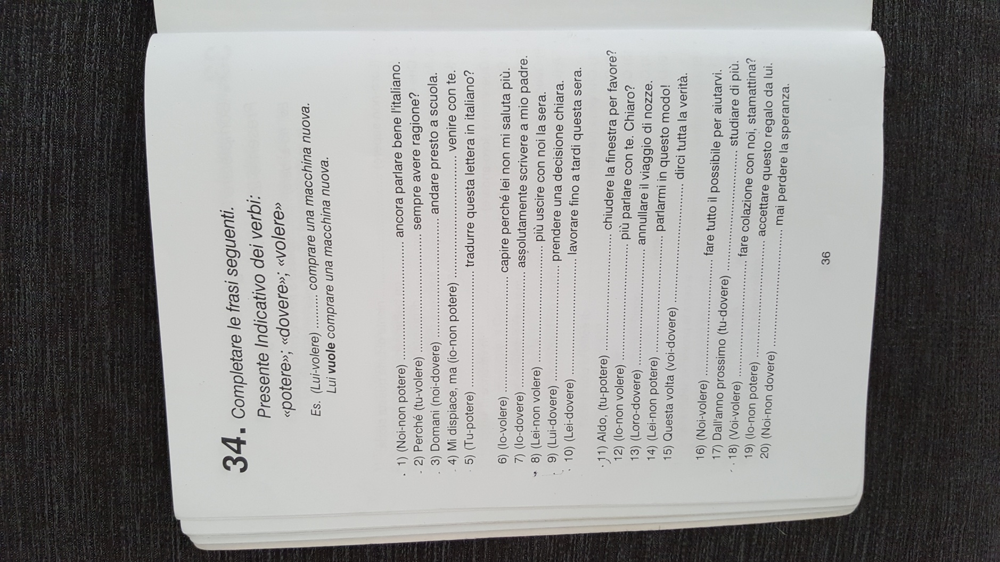 34. Completare le frasi seguenti.
Presente Indicativo dei verbi:
«potere»; «dovere»; «volere»
Es. (Lui-volere) .......... comprare una macchina nuova.
Lui vuole comprare una macchina nuova.
1) (Noi-non potere) .................................... ancora parlare bene l'italiano.
2) Perché (tu-volere) .................................... sempre avere ragione?
3) Domani (noi-dovere) .................................... andare presto a scuola.
4) Mi dispiace, ma (io-non potere) .................................... venire con te.
5) (Tu-potere) .................................... tradurre questa lettera in italiano?
6) (Io-volere) .................................... capire perché lei non mi saluta più.
7) (Io-dovere) .................................... assolutamente scrivere a mio padre.
8) (Lei-non volere) .................................... più uscire con noi la sera.
9) (Lui-dovere) .................................... prendere una decisione chiara.
10) (Lei-dovere) .................................... lavorare fino a tardi questa sera.
11) Aldo, (tu-potere) .................................... chiudere la finestra per favore?
12) (Io-non volere) .................................... più parlare con te. Chiaro?
13) (Loro-dovere) .................................... annullare il viaggio di nozze.
14) (Lei-non potere) .................................... parlarmi in questo modo!
15) Questa volta (voi-dovere) .................................... dirci tutta la verità.
16) (Noi-volere) .................................... fare tutto il possibile per aiutarvi.
17) Dall'anno prossimo (tu-dovere) .................................... studiare di più.
18) (Voi-volere) .................................... fare colazione con noi, stamattina?
19) (Io-non potere) .................................... accettare questo regalo da lui.
20) (Noi-non dovere) .................................... mai perdere la speranza.
36